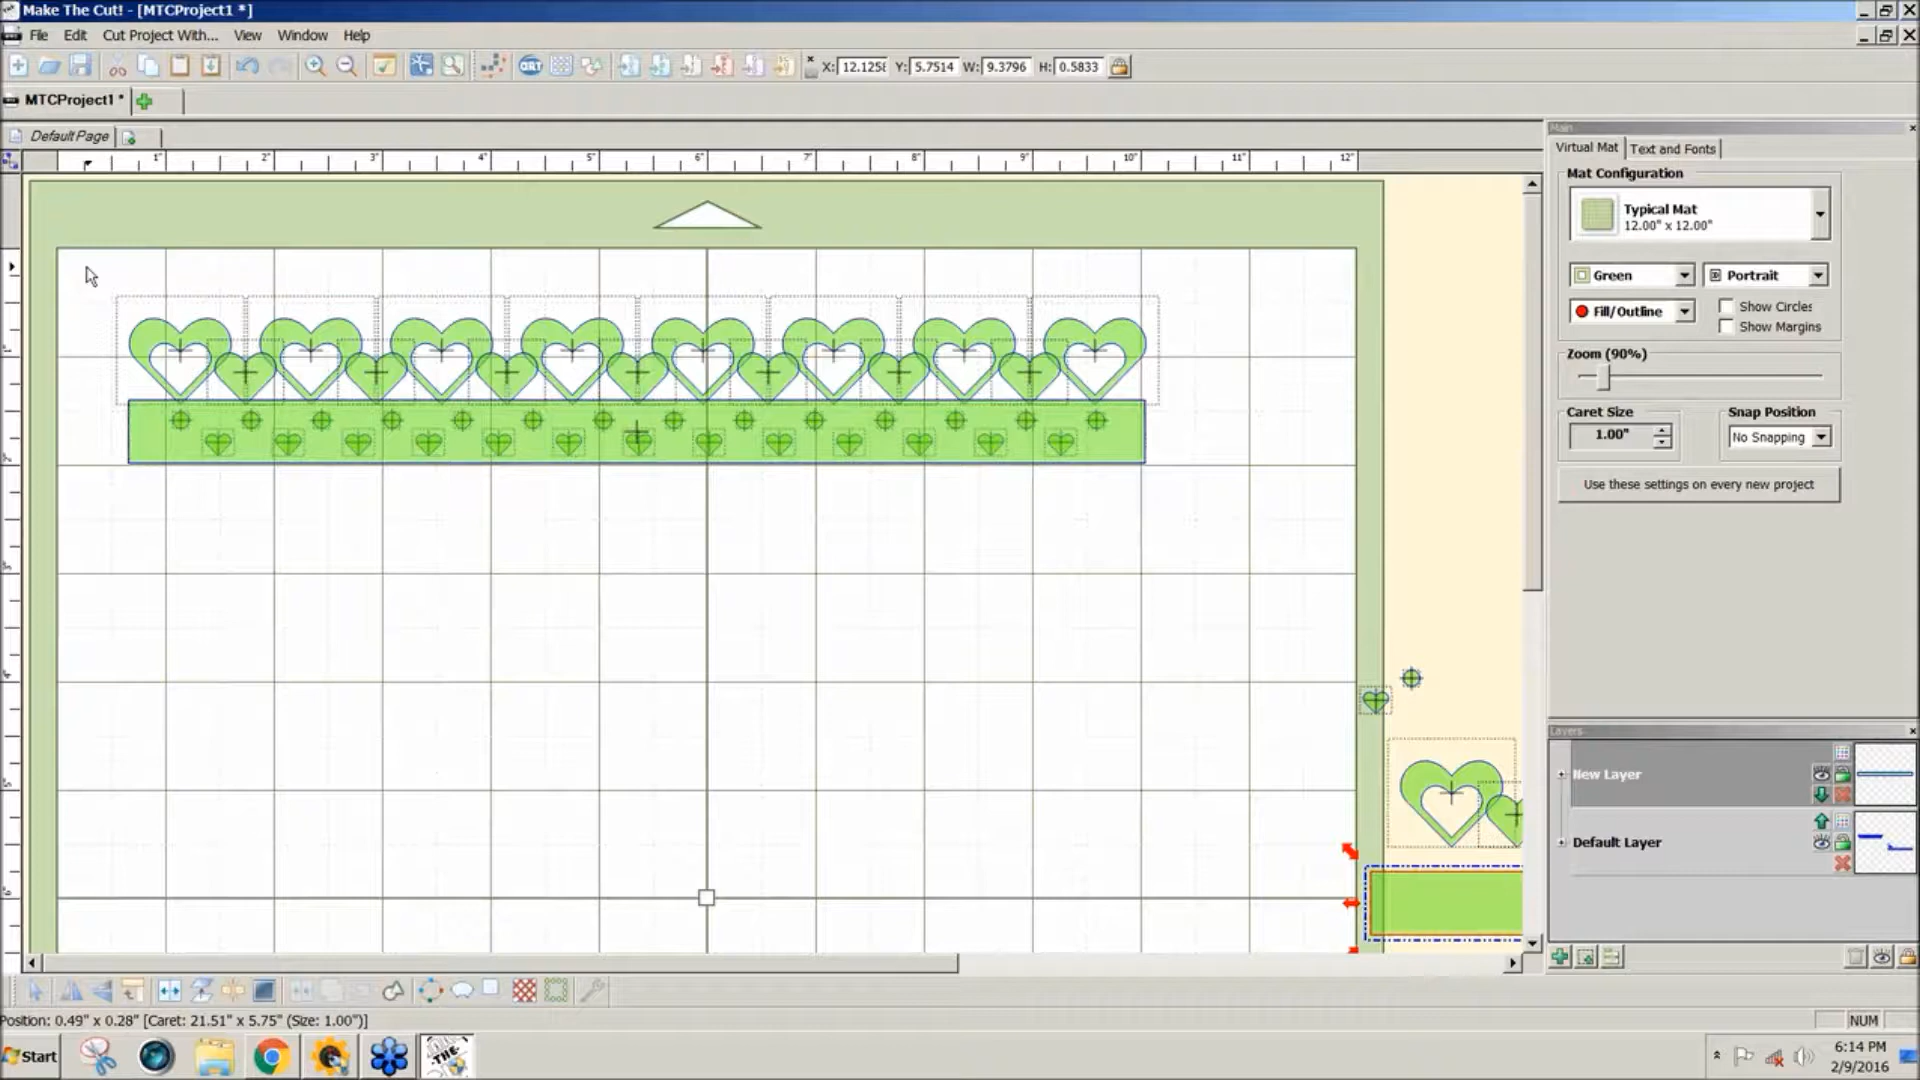 Make The Cut! - [MTCProject1 *]
File Edit Cut Project With... View Window Help
X: 12.1258 Y: 5.7514 W: 9.3796 H: 0.5833
MTCProject1 *
Default Page
1" 2" 3" 4" 5" 6" 7" 8" 9" 10" 11" 12"
Main
Virtual Mat Text and Fonts
Mat Configuration
Typical Mat
12.00" x 12.00"
Green Portrait
Fill/Outline Show Circles
Show Margins
Zoom (90%)
Caret Size Snap Position
1.00" No Snapping
Use these settings on every new project
Layers
New Layer
Default Layer
Position: 0.49" x 0.28" [Caret: 21.51" x 5.75" (Size: 1.00")]
NUM
Start
THE
6:14 PM
2/9/2016